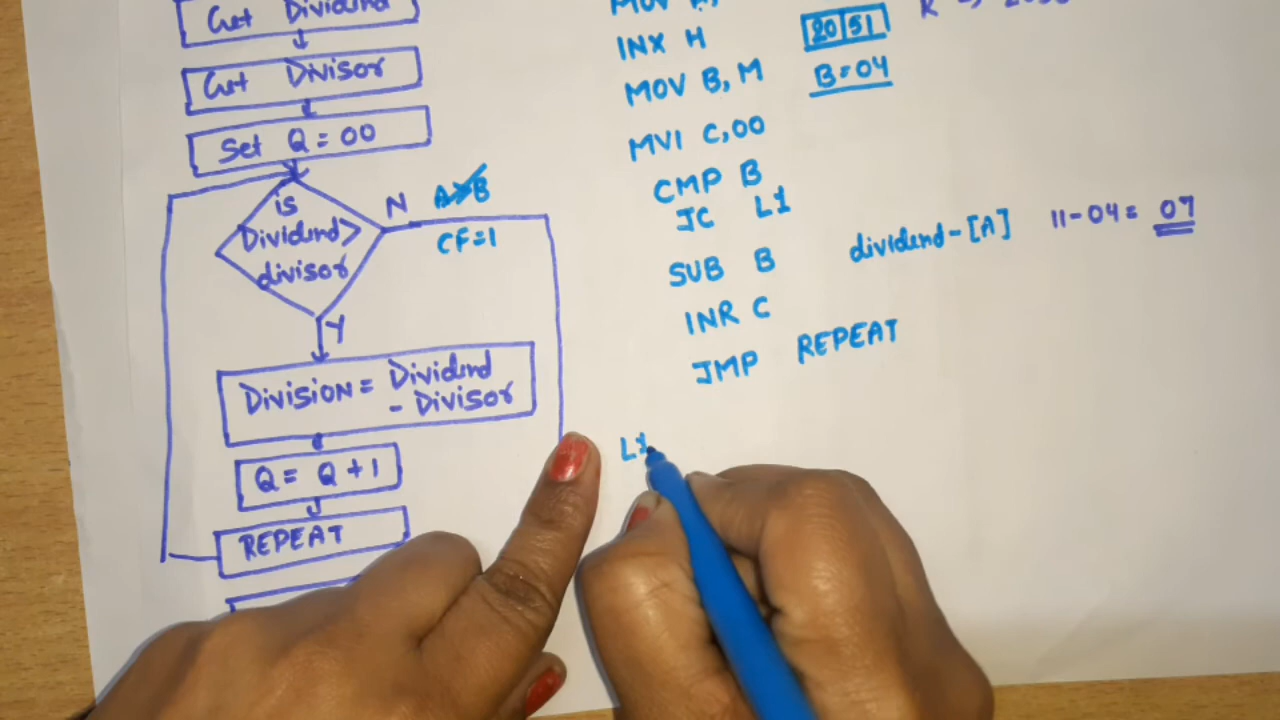 Get Dividend
Get Divisor
Set Q = 00
is
Dividend >
divisor
N
A>B
CF=1
Y
Division = Dividend
- Divisor
Q = Q + 1
REPEAT
MOV
INX H
20 51
MOV B, M
B = 04
MVI C, 00
CMP B
JC L1
SUB B
dividend - [A] 11-04 = 07
INR C
JMP REPEAT
L1